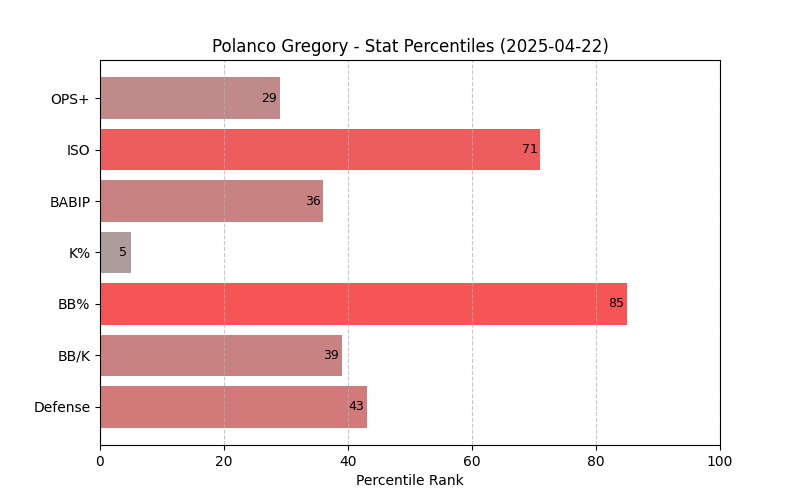 Polanco Gregory - Stat Percentiles (2025-04-22)
OPS+ 29
ISO 71
BABIP 36
K% 5
BB% 85
BB/K 39
Defense 43
0 20 40 60 80 100
Percentile Rank